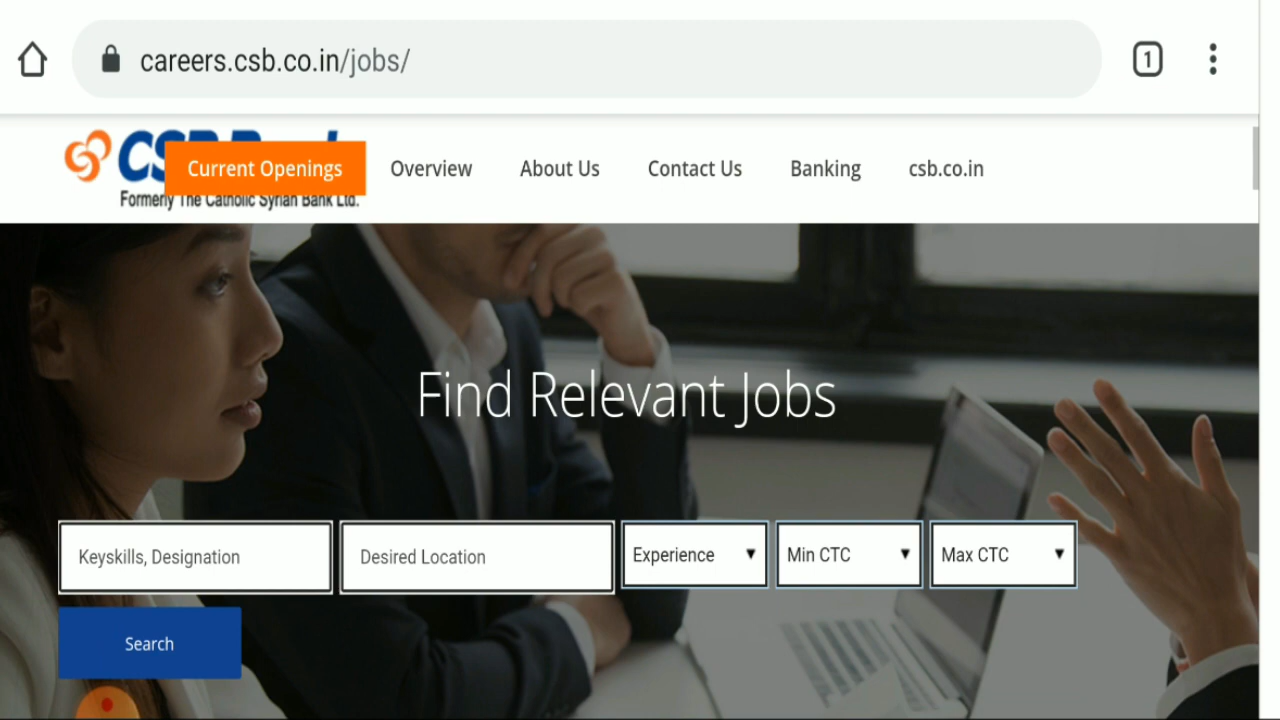 careers.csb.co.in/jobs/
1
Current Openings
Overview
About Us
Contact Us
Banking
csb.co.in
Formerly The Catholic Syrian Bank Ltd.
Find Relevant Jobs
Keyskills, Designation
Desired Location
Experience
Min CTC
Max CTC
Search